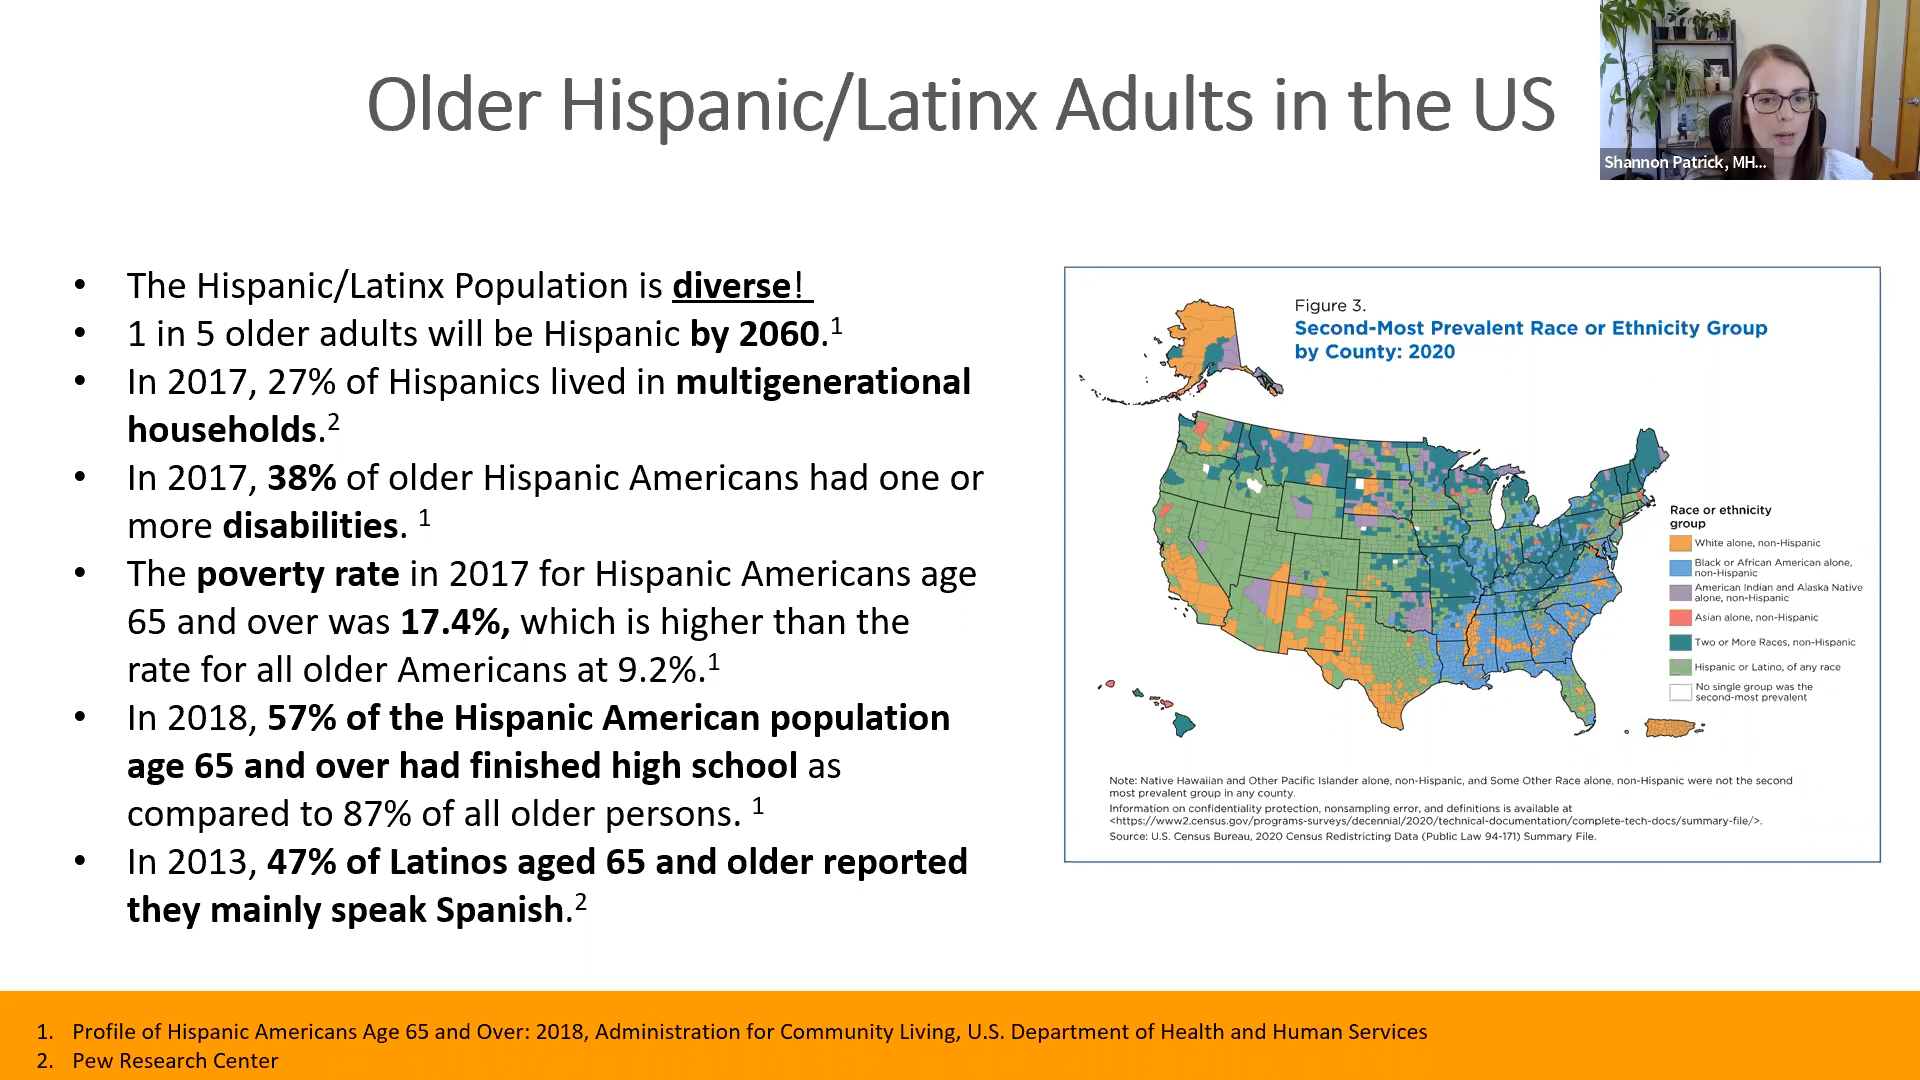 Older Hispanic/Latinx Adults in the US
Shannon Patrick, MH...
• The Hispanic/Latinx Population is diverse!
• 1 in 5 older adults will be Hispanic by 2060.1
• In 2017, 27% of Hispanics lived in multigenerational
households.2
• In 2017, 38% of older Hispanic Americans had one or
more disabilities. 1
• The poverty rate in 2017 for Hispanic Americans age
65 and over was 17.4%, which is higher than the
rate for all older Americans at 9.2%.1
• In 2018, 57% of the Hispanic American population
age 65 and over had finished high school as
compared to 87% of all older persons. 1
• In 2013, 47% of Latinos aged 65 and older reported
they mainly speak Spanish.2
Figure 3.
Second-Most Prevalent Race or Ethnicity Group
by County: 2020
Race or ethnicity
group
White alone, non-Hispanic
Black or African American alone,
non-Hispanic
American Indian and Alaska Native
alone, non-Hispanic
Asian alone, non-Hispanic
Two or More Races, non-Hispanic
Hispanic or Latino, of any race
No single group was the
second-most prevalent
Note: Native Hawaiian and Other Pacific Islander alone, non-Hispanic, and Some Other Race alone, non-Hispanic were not the second
most prevalent group in any county.
Information on confidentiality protection, nonsampling error, and definitions is available at
<https://www2.census.gov/programs-surveys/decennial/2020/technical-documentation/complete-tech-docs/summary-file/>.
Source: U.S. Census Bureau, 2020 Census Redistricting Data (Public Law 94-171) Summary File.
1. Profile of Hispanic Americans Age 65 and Over: 2018, Administration for Community Living, U.S. Department of Health and Human Services
2. Pew Research Center